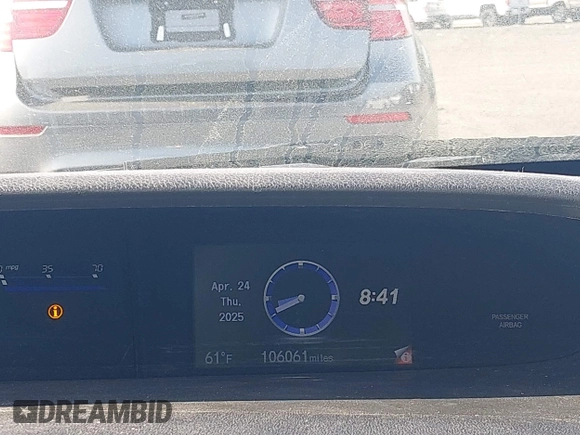 mpg 35 70
Apr. 24
Thu,
2025
8:41
PASSENGER
AIRBAG
61°F 106061 miles
DREAMBID